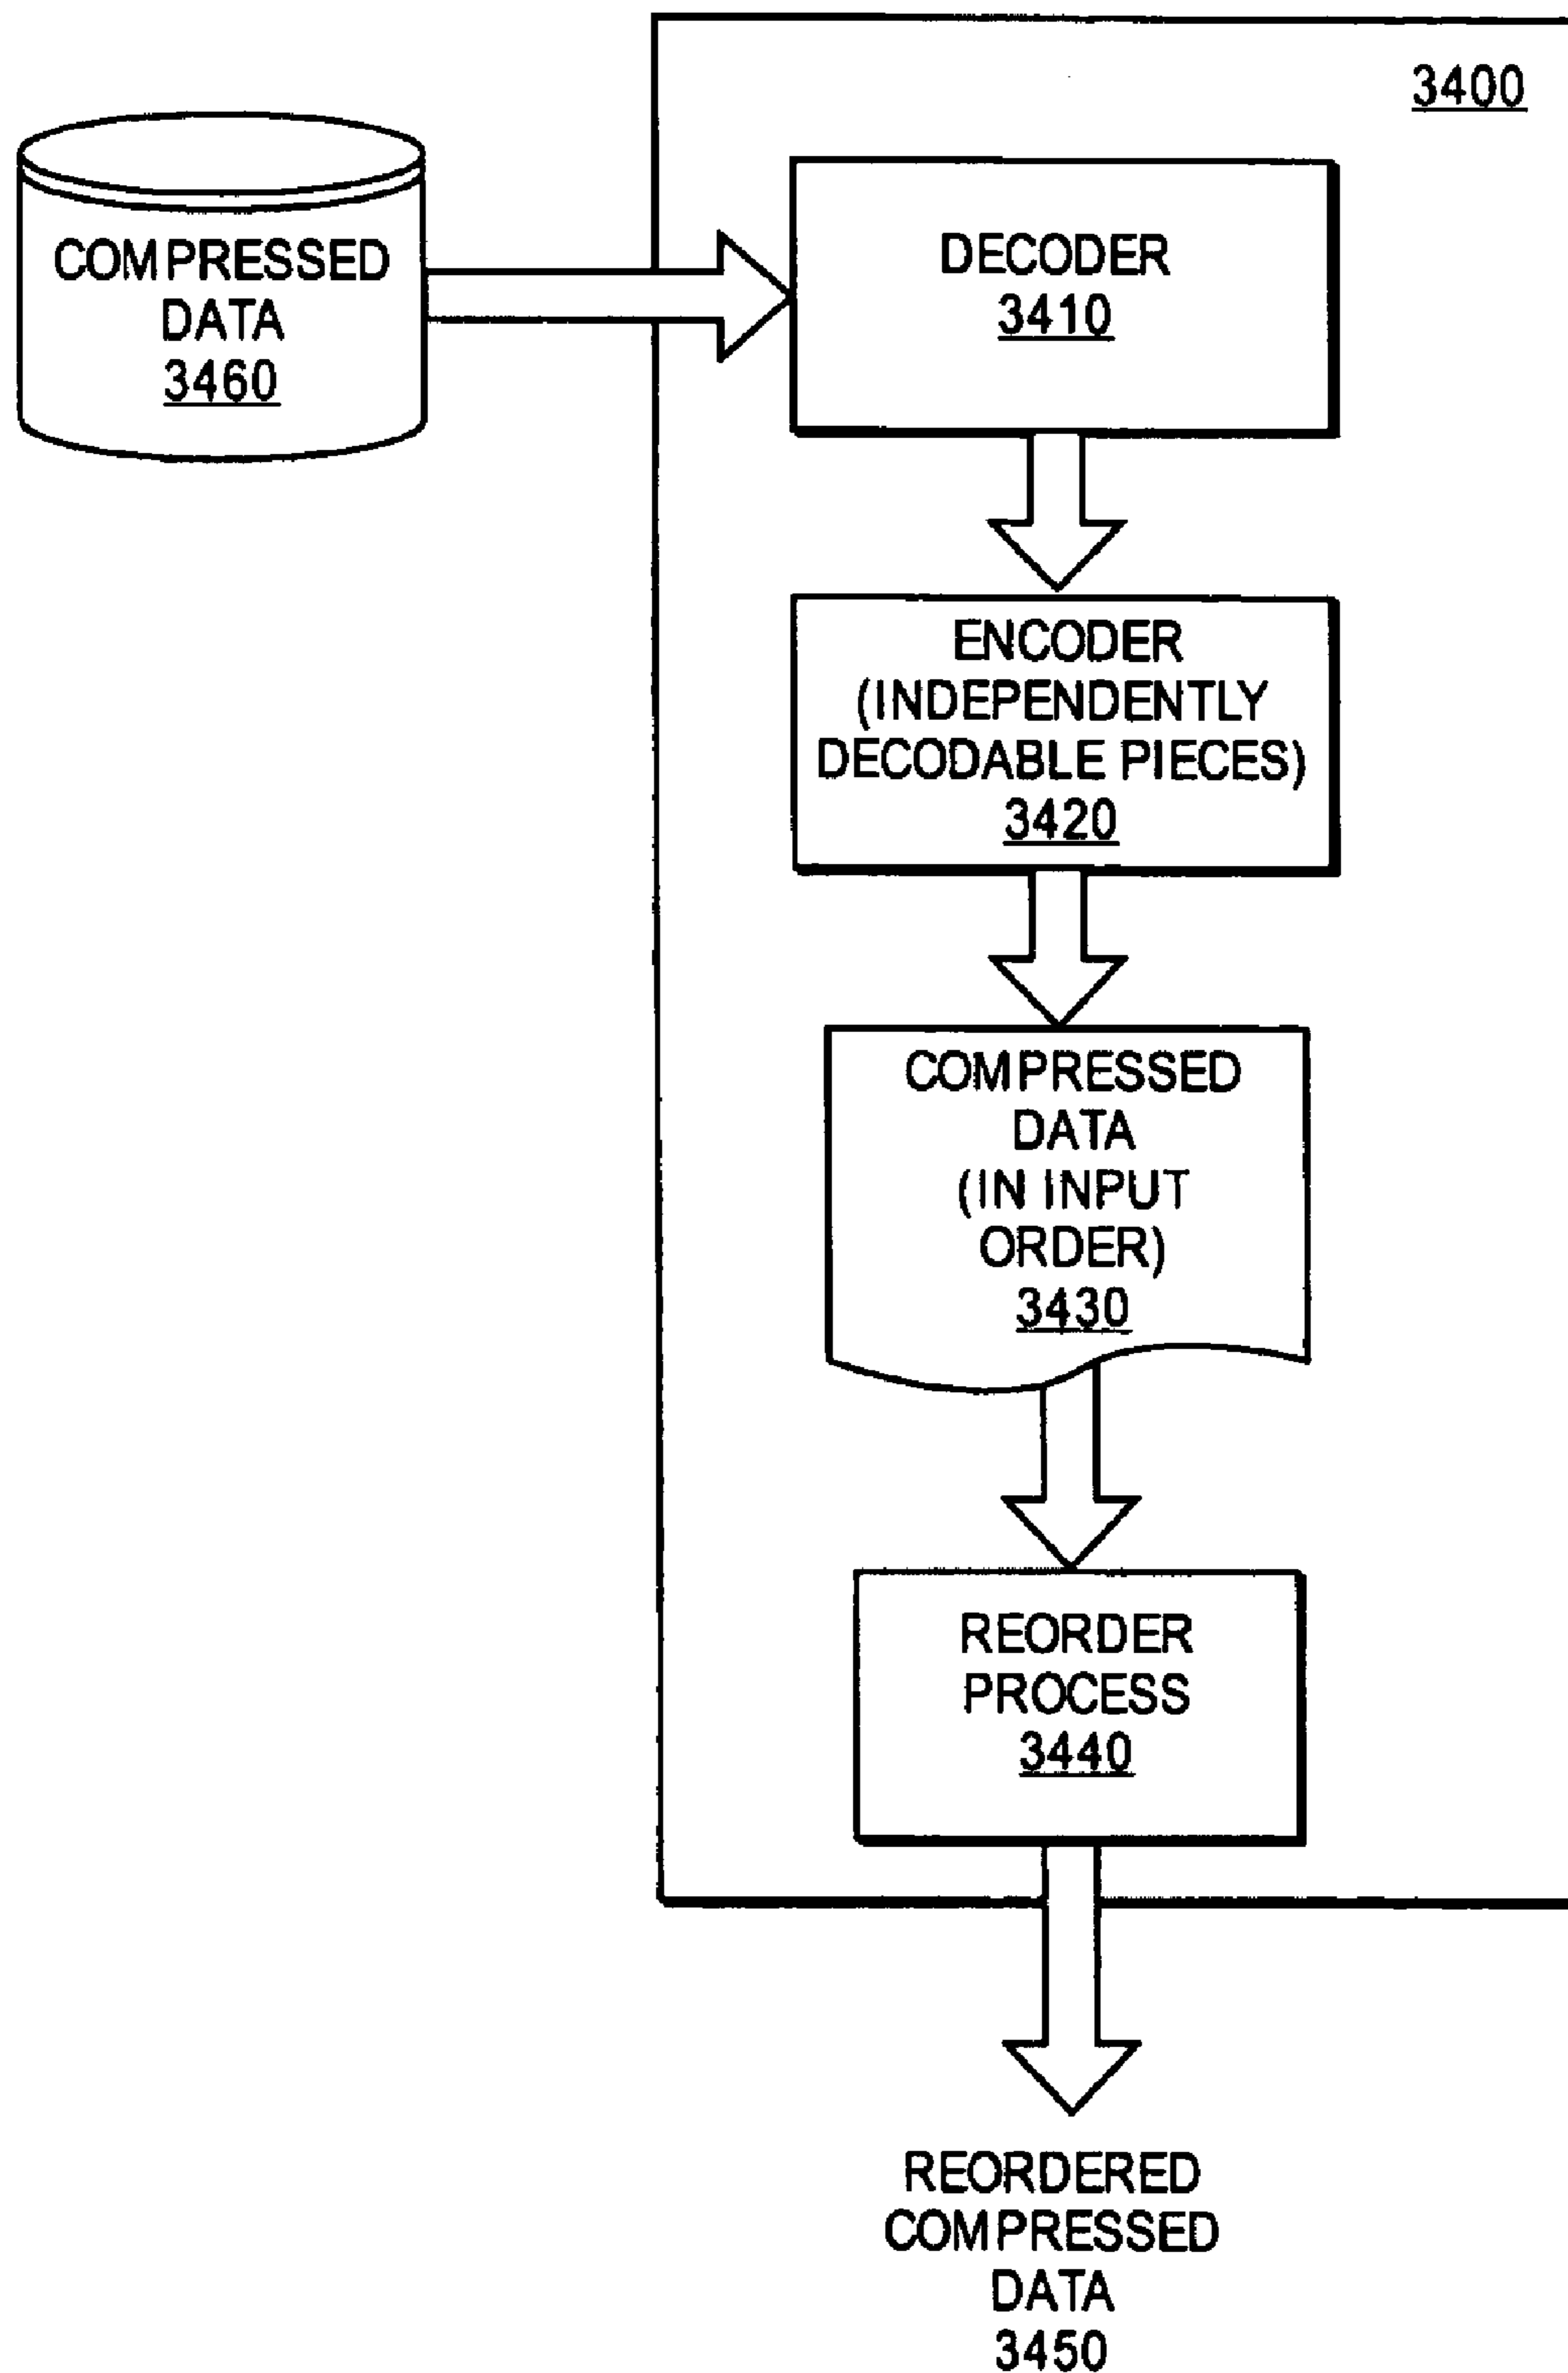 3400
COMPRESSED
DATA
3460
DECODER
3410
ENCODER
(INDEPENDENTLY
DECODABLE PIECES)
3420
COMPRESSED
DATA
(IN INPUT
ORDER)
3430
REORDER
PROCESS
3440
REORDERED
COMPRESSED
DATA
3450